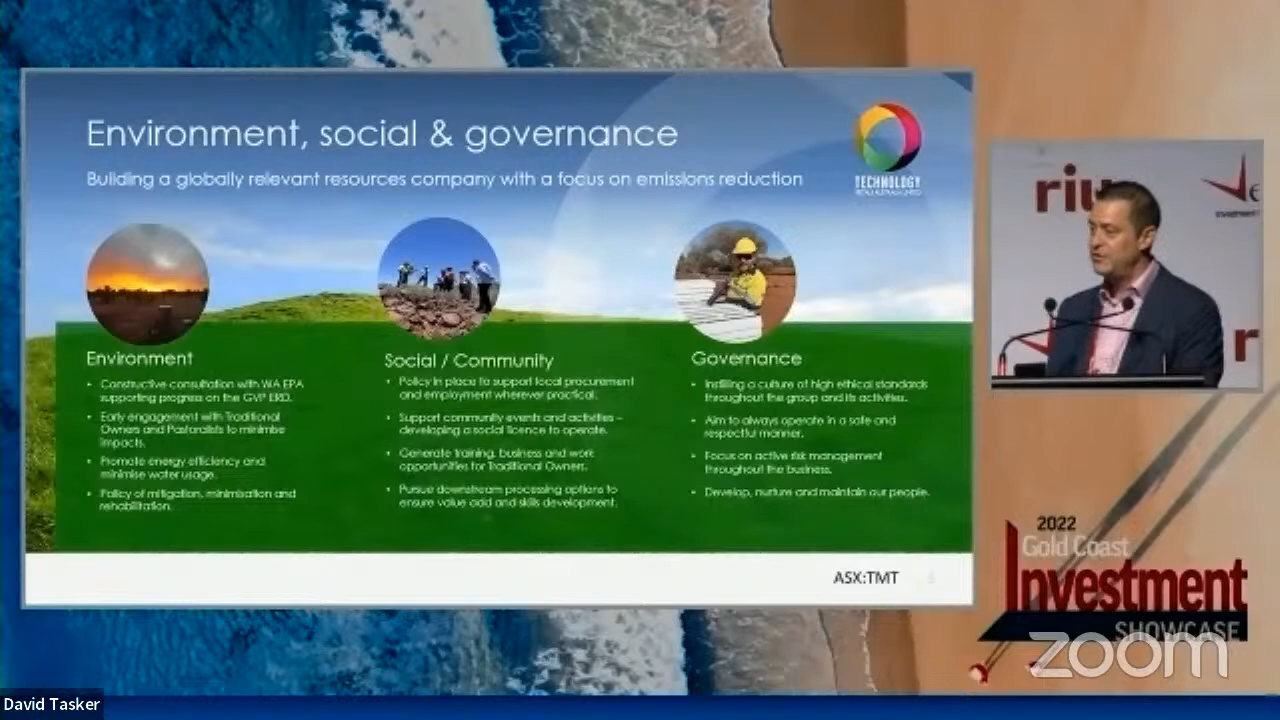 Environment, social & governance
Building a globally relevant resources company with a focus on emissions reduction
TECHNOLOGY
METALS AUSTRALIA LIMITED
Environment
• Constructive consultation with WA EPA
supporting progress on the GVP ERD.
• Early engagement with Traditional
Owners and Pastoralists to minimise
impacts.
• Promote energy efficiency and
minimise water usage.
• Policy of mitigation, minimisation and
rehabilitation.
Social / Community
• Policy in place to support local procurement
and employment wherever practical.
• Support community events and activities –
developing a social licence to operate.
• Generate training, business and work
opportunities for Traditional Owners.
• Pursue downstream processing options to
ensure value add and skills development.
Governance
• Instilling a culture of high ethical standards
throughout the group and its activities.
• Aim to always operate in a safe and
respectful manner.
• Focus on active risk management
throughout the business.
• Develop, nurture and maintain our people.
ASX:TMT
riu
2022
Gold Coast
Investment
SHOWCASE
zoom
David Tasker